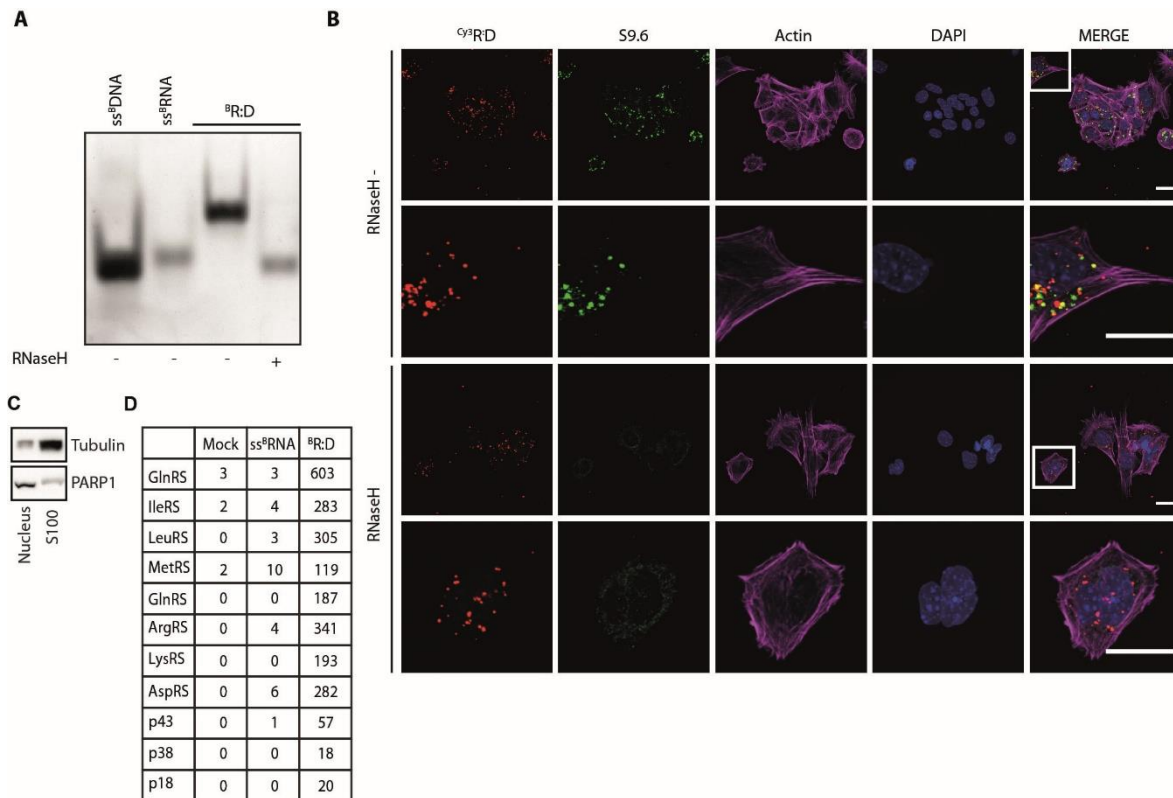 A
ssᴮDNA
ssᴮRNA
ᴮR:D
RNaseH
- - - +
B
Cy3R:D S9.6 Actin DAPI MERGE
RNaseH -
RNaseH
C
Tubulin
PARP1
Nucleus
S100
D
Mock ssᴮRNA ᴮR:D
GlnRS 3 3 603
IleRS 2 4 283
LeuRS 0 3 305
MetRS 2 10 119
GlnRS 0 0 187
ArgRS 0 4 341
LysRS 0 0 193
AspRS 0 6 282
p43 0 1 57
p38 0 0 18
p18 0 0 20